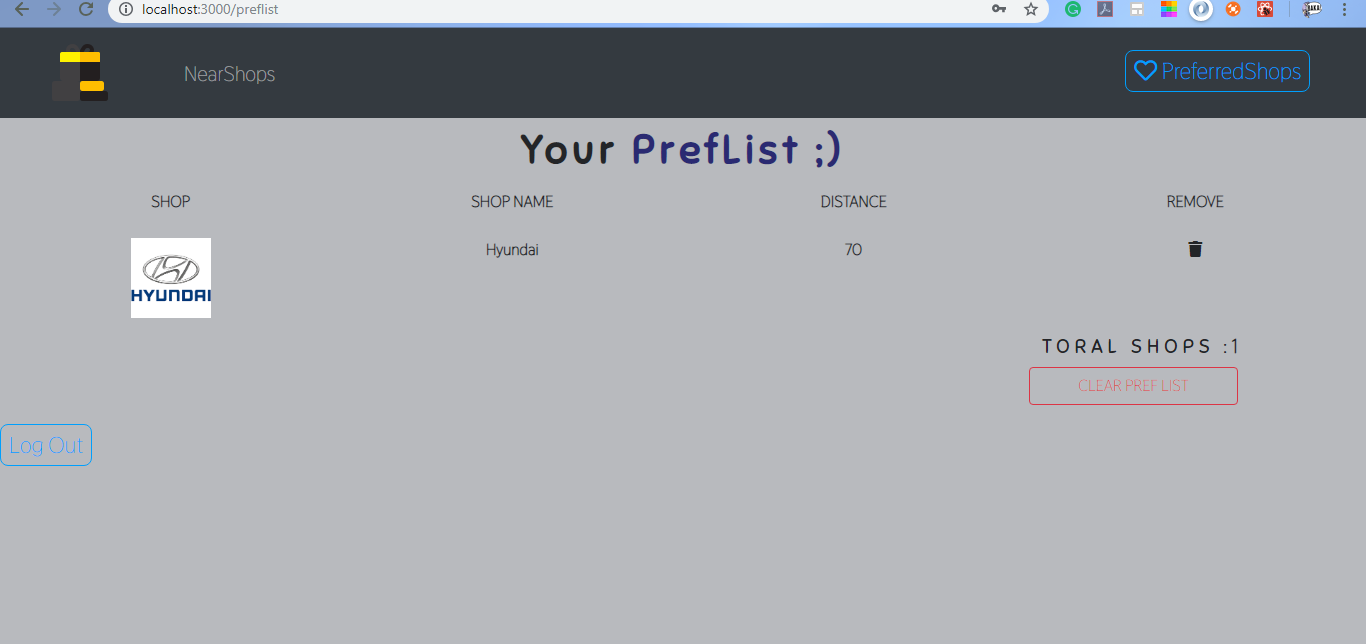 localhost:3000/preflist
NearShops
PreferredShops
Your PrefList ;)
SHOP SHOP NAME DISTANCE REMOVE
HYUNDAI Hyundai 70
TORAL SHOPS :1
CLEAR PREF LIST
Log Out